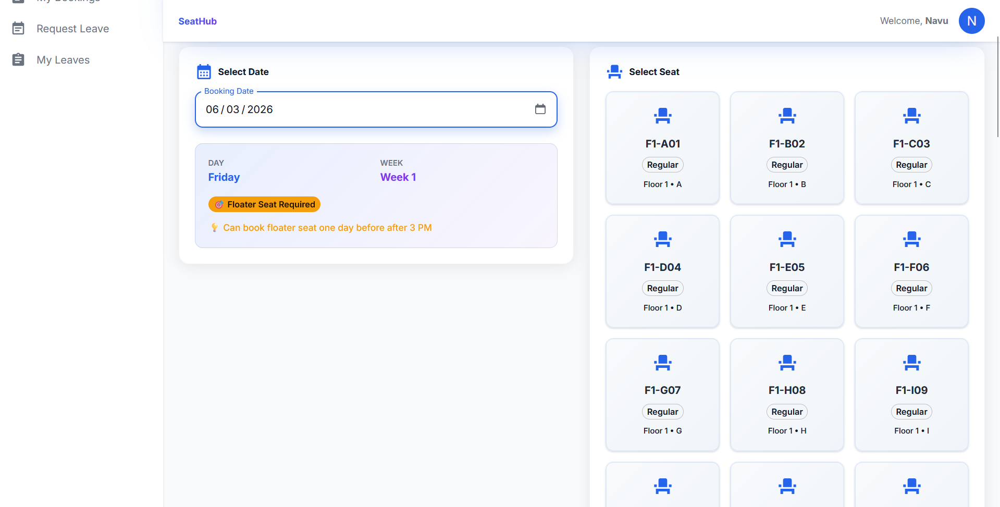 My Bookings
Request Leave
My Leaves
SeatHub
Welcome, Navu
N
Select Date
Booking Date
06/03/2026
DAY
Friday
WEEK
Week 1
Floater Seat Required
Can book floater seat one day before after 3 PM
Select Seat
F1-A01
Regular
Floor 1 • A
F1-B02
Regular
Floor 1 • B
F1-C03
Regular
Floor 1 • C
F1-D04
Regular
Floor 1 • D
F1-E05
Regular
Floor 1 • E
F1-F06
Regular
Floor 1 • F
F1-G07
Regular
Floor 1 • G
F1-H08
Regular
Floor 1 • H
F1-I09
Regular
Floor 1 • I